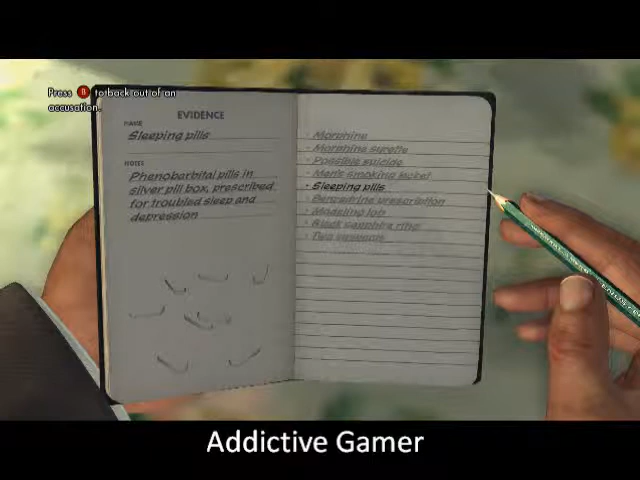 Press B to back out of an
accusation.
EVIDENCE
NAME
Sleeping pills
NOTES
Phenobarbital pills in
silver pill box, prescribed
for troubled sleep and
depression
- Morphine
- Morphine syrette
- Possible suicide
- Men's smoking jacket
- Sleeping pills
- Benzedrine prescription
- Modeling job
- Black sapphire ring
- Two
Addictive Gamer